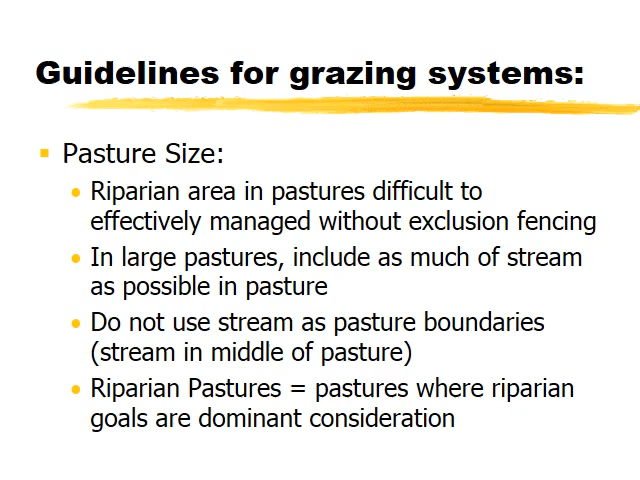 Guidelines for grazing systems:
Pasture Size:
Riparian area in pastures difficult to
effectively managed without exclusion fencing
In large pastures, include as much of stream
as possible in pasture
Do not use stream as pasture boundaries
(stream in middle of pasture)
Riparian Pastures = pastures where riparian
goals are dominant consideration